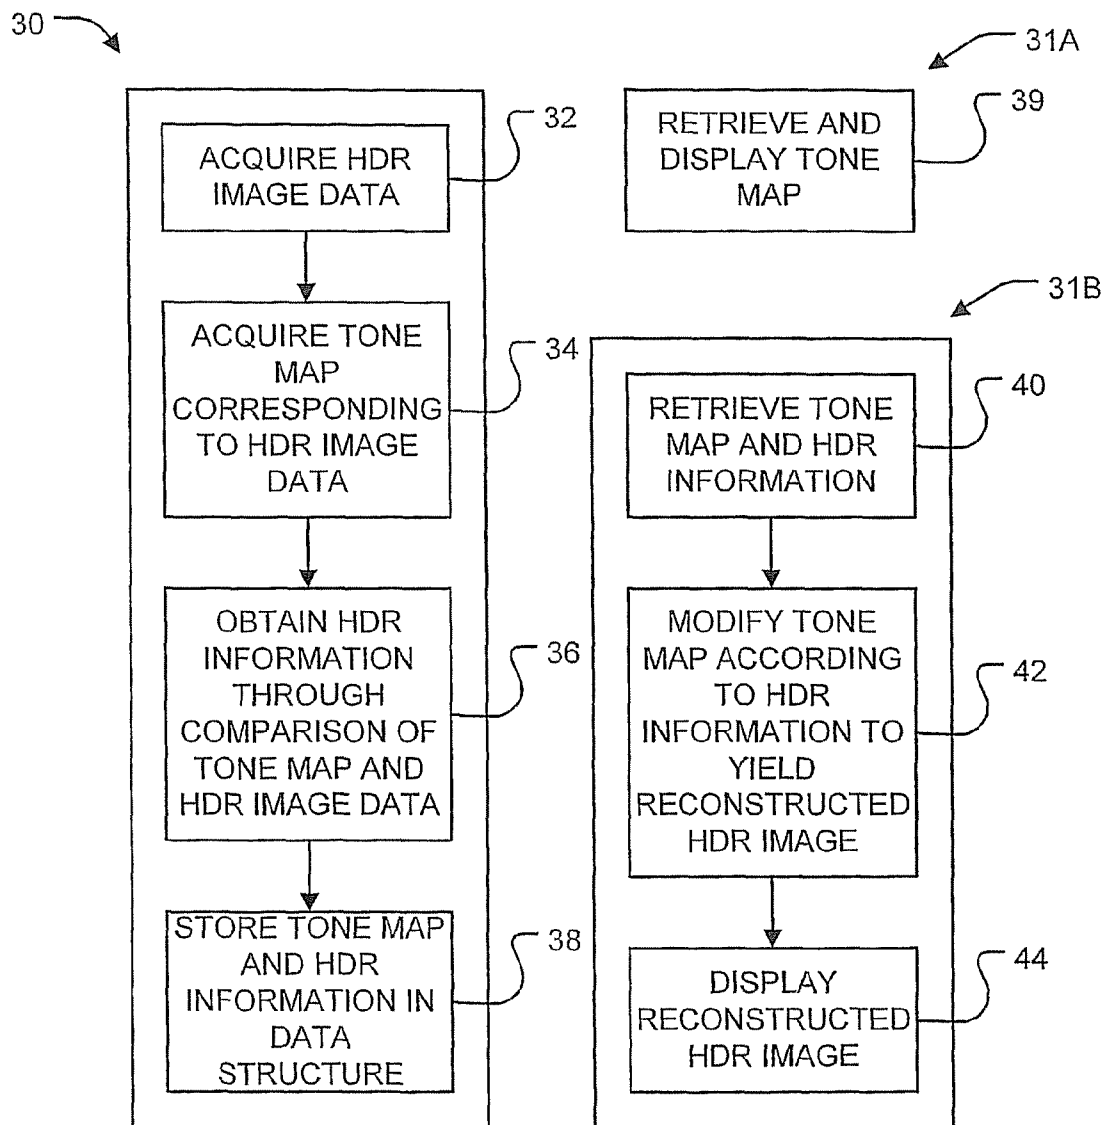 30
32
ACQUIRE HDR
IMAGE DATA
34
ACQUIRE TONE
MAP
CORRESPONDING
TO HDR IMAGE
DATA
36
OBTAIN HDR
INFORMATION
THROUGH
COMPARISON OF
TONE MAP AND
HDR IMAGE DATA
38
STORE TONE MAP
AND HDR
INFORMATION IN
DATA
STRUCTURE
31A
39
RETRIEVE AND
DISPLAY TONE
MAP
31B
40
RETRIEVE TONE
MAP AND HDR
INFORMATION
42
MODIFY TONE
MAP ACCORDING
TO HDR
INFORMATION TO
YIELD
RECONSTRUCTED
HDR IMAGE
44
DISPLAY
RECONSTRUCTED
HDR IMAGE